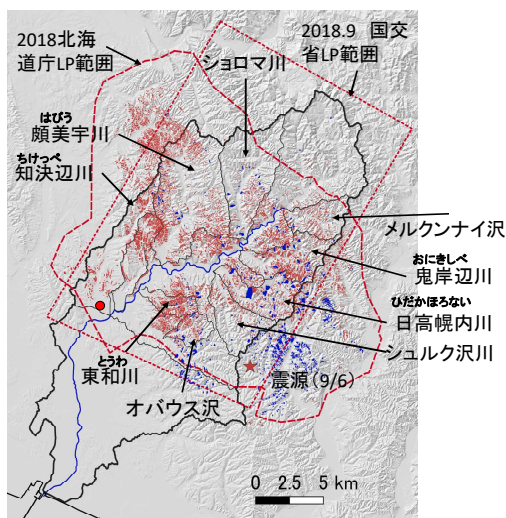 2018北海
道庁LP範囲
2018.9 国交
省LP範囲
ショロマ川
はびう
頗美宇川
ちけっぺ
知決辺川
メルクンナイ沢
おにきしべ
鬼岸辺川
ひだかほろない
日高幌内川
シュルク沢川
とうわ
東和川
震源(9/6)
オバウス沢
0 2.5 5 km